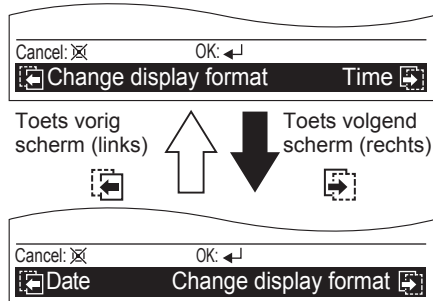 Cancel: OK:
Change display format Time
Toets vorig Toets volgend
scherm (links) scherm (rechts)
Cancel: OK:
Date Change display format